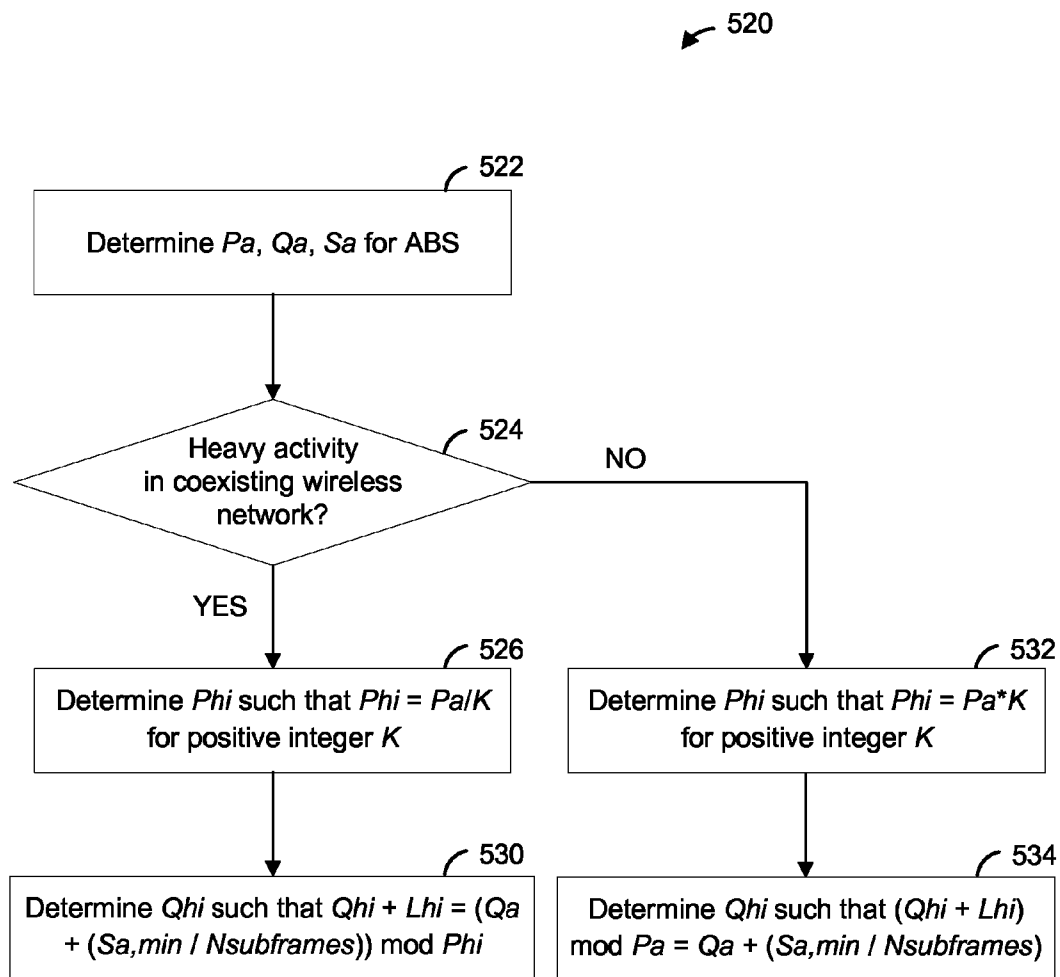 520
522
Determine Pa, Qa, Sa for ABS
524
Heavy activity
in coexisting wireless
network?
NO
YES
526
Determine Phi such that Phi = Pa/K
for positive integer K
532
Determine Phi such that Phi = Pa*K
for positive integer K
530
Determine Qhi such that Qhi + Lhi = (Qa
+ (Sa,min / Nsubframes)) mod Phi
534
Determine Qhi such that (Qhi + Lhi)
mod Pa = Qa + (Sa,min / Nsubframes)